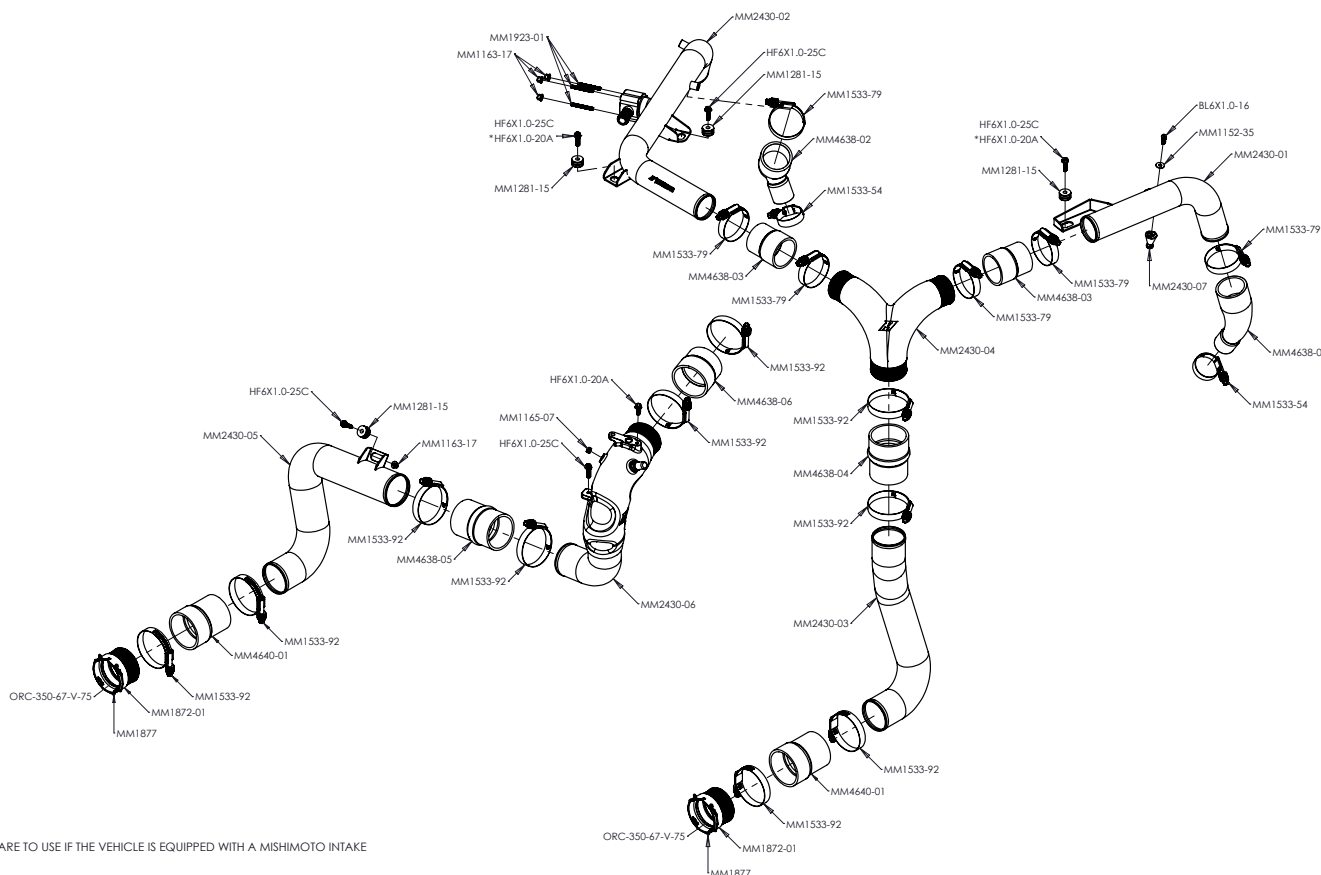 MM2430-02
MM1923-01
MM1163-17
HF6X1.0-25C
MM1281-15
MM1533-79
BL6X1.0-16
HF6X1.0-25C
*HF6X1.0-20A
HF6X1.0-25C
*HF6X1.0-20A
MM1152-35
MM4638-02
MM2430-01
MM1281-15
MM1281-15
MM1533-54
MM1533-79
MM1533-79
MM4638-03
MM1533-79
MM1533-79
MM4638-03
MM1533-79
MM2430-07
MM2430-04
MM4638-0
MM1533-54
MM1533-92
HF6X1.0-20A
MM4638-06
HF6X1.0-25C
MM1281-15
MM1165-07
MM1533-92
MM1533-92
MM2430-05
MM1163-17
HF6X1.0-25C
MM4638-04
MM1533-92
MM1533-92
MM4638-05
MM1533-92
MM2430-06
MM2430-03
MM1533-92
MM4640-01
MM1533-92
ORC-350-67-V-75
MM1872-01
MM1877
MM1533-92
MM4640-01
MM1533-92
ORC-350-67-V-75
MM1872-01
MM1877
ARE TO USE IF THE VEHICLE IS EQUIPPED WITH A MISHIMOTO INTAKE